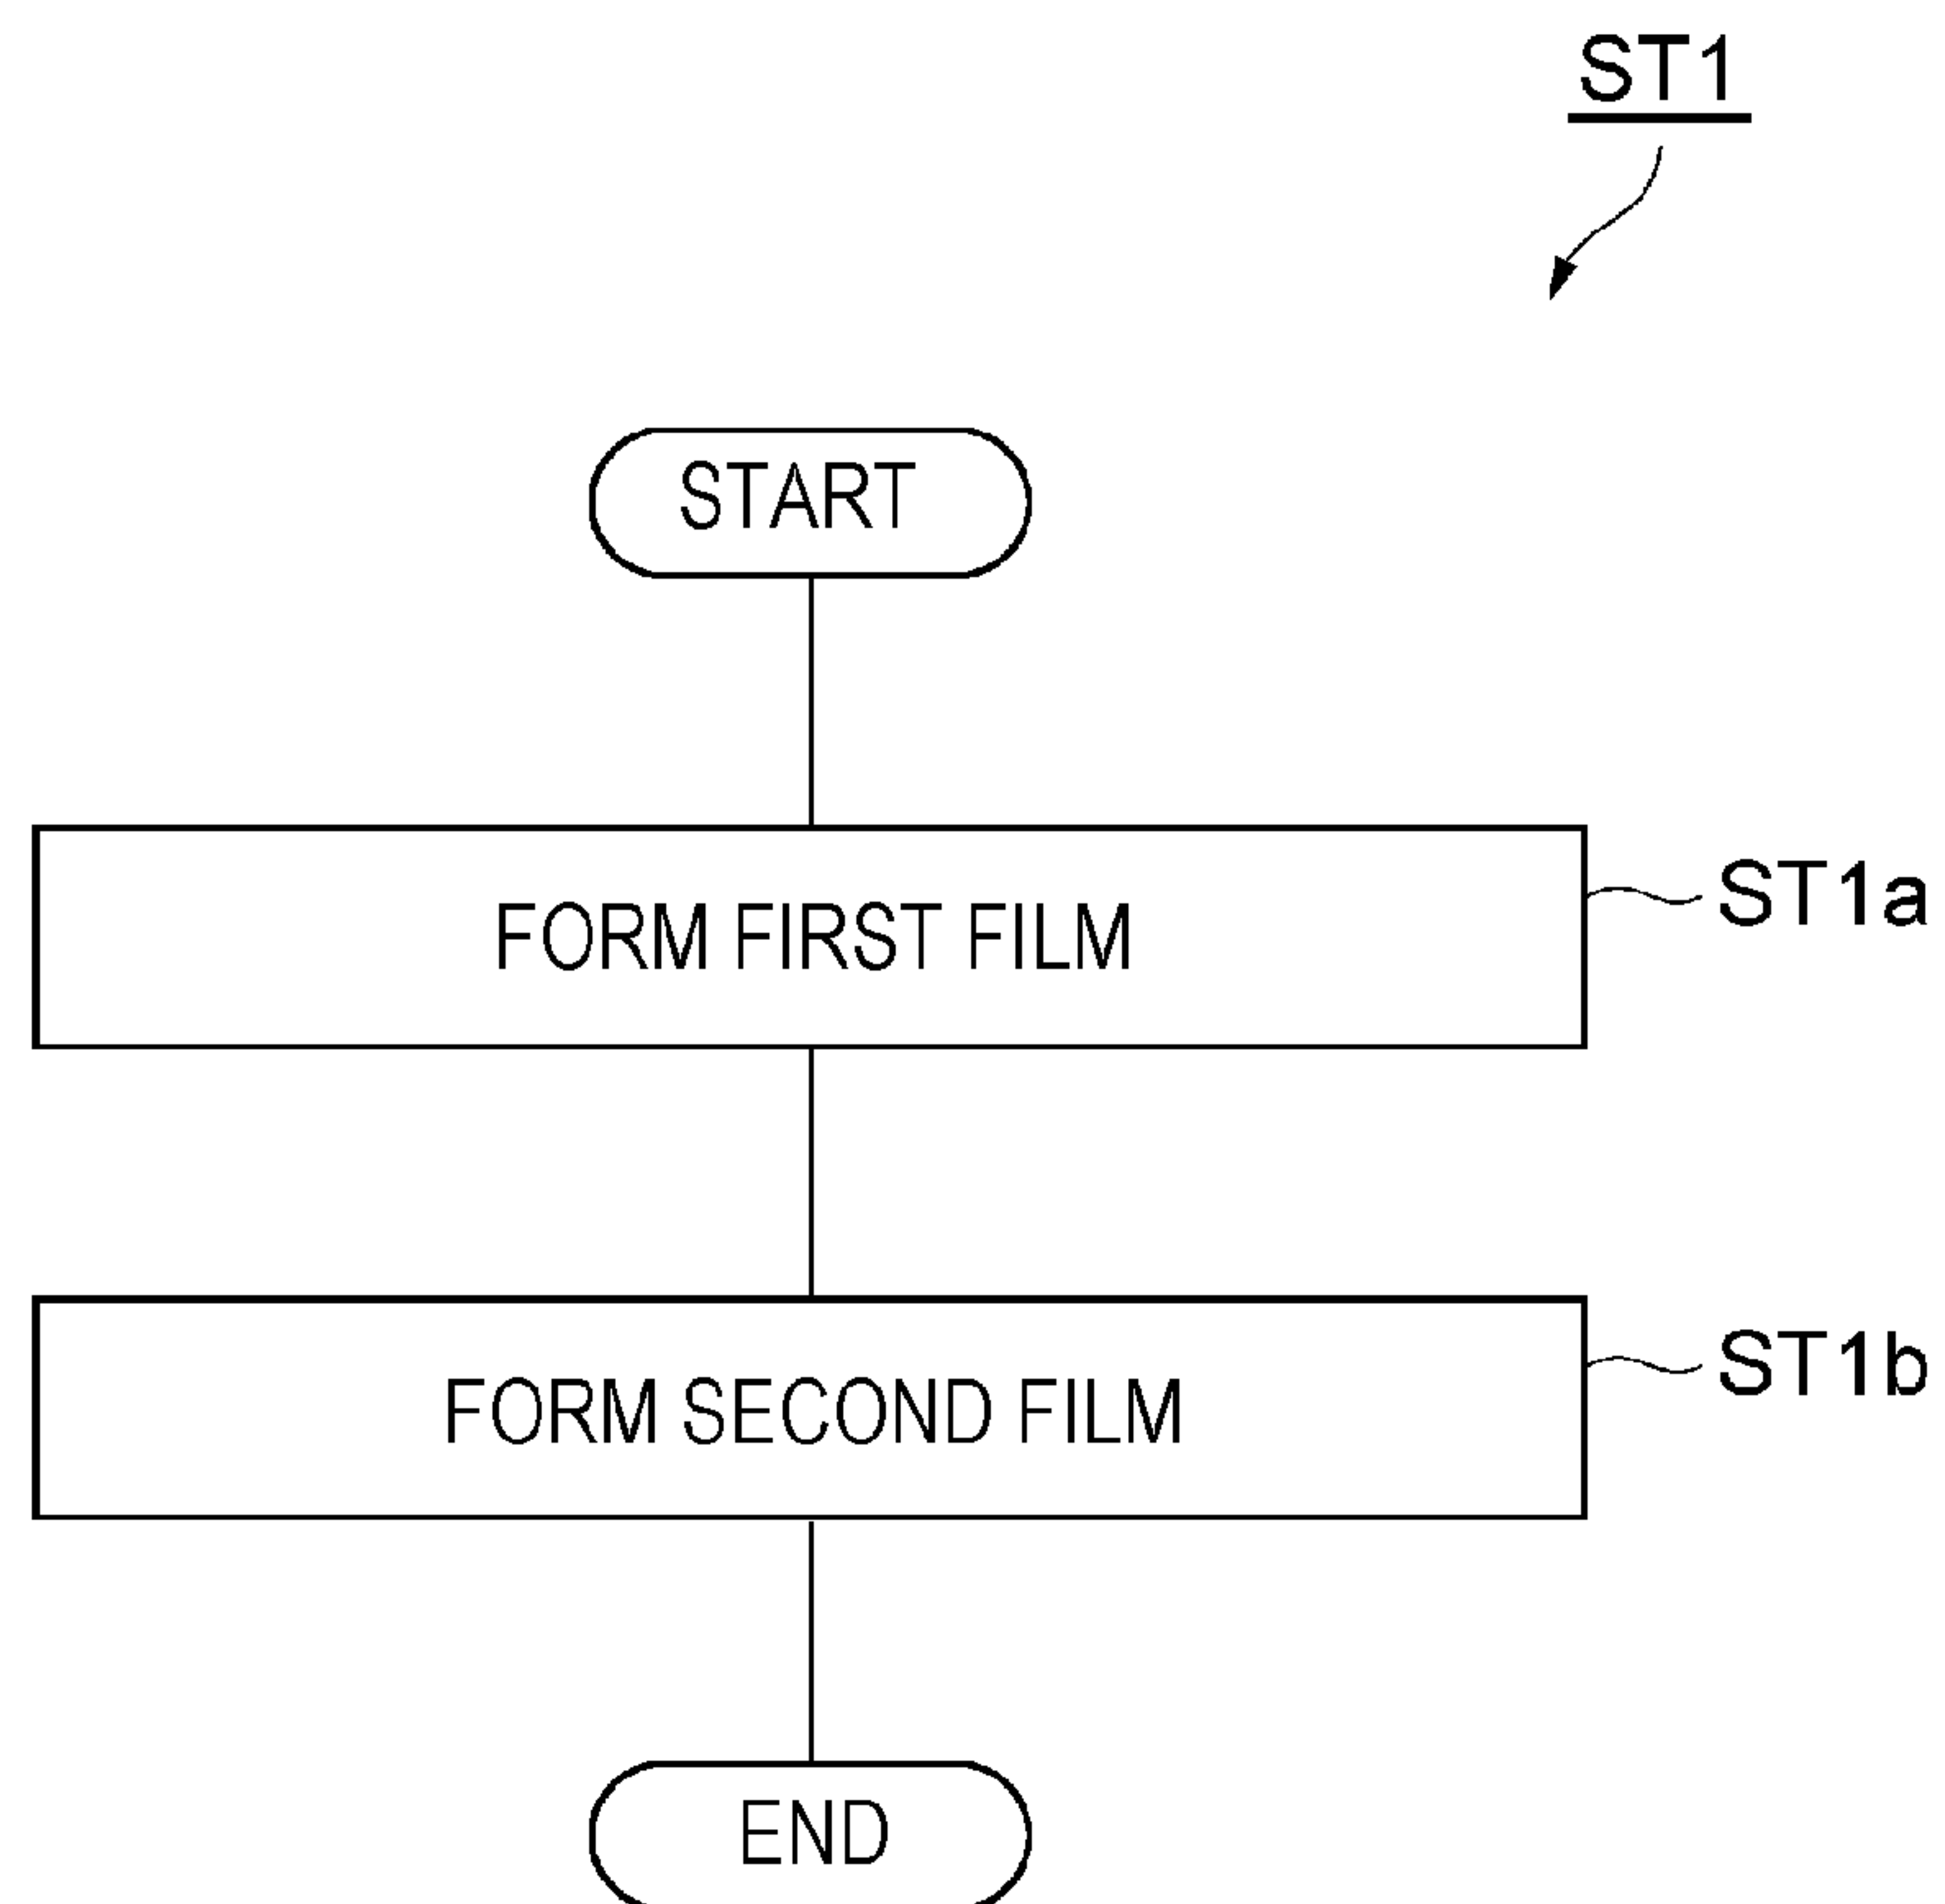 ST1
START
FORM FIRST FILM
ST1a
FORM SECOND FILM
ST1b
END